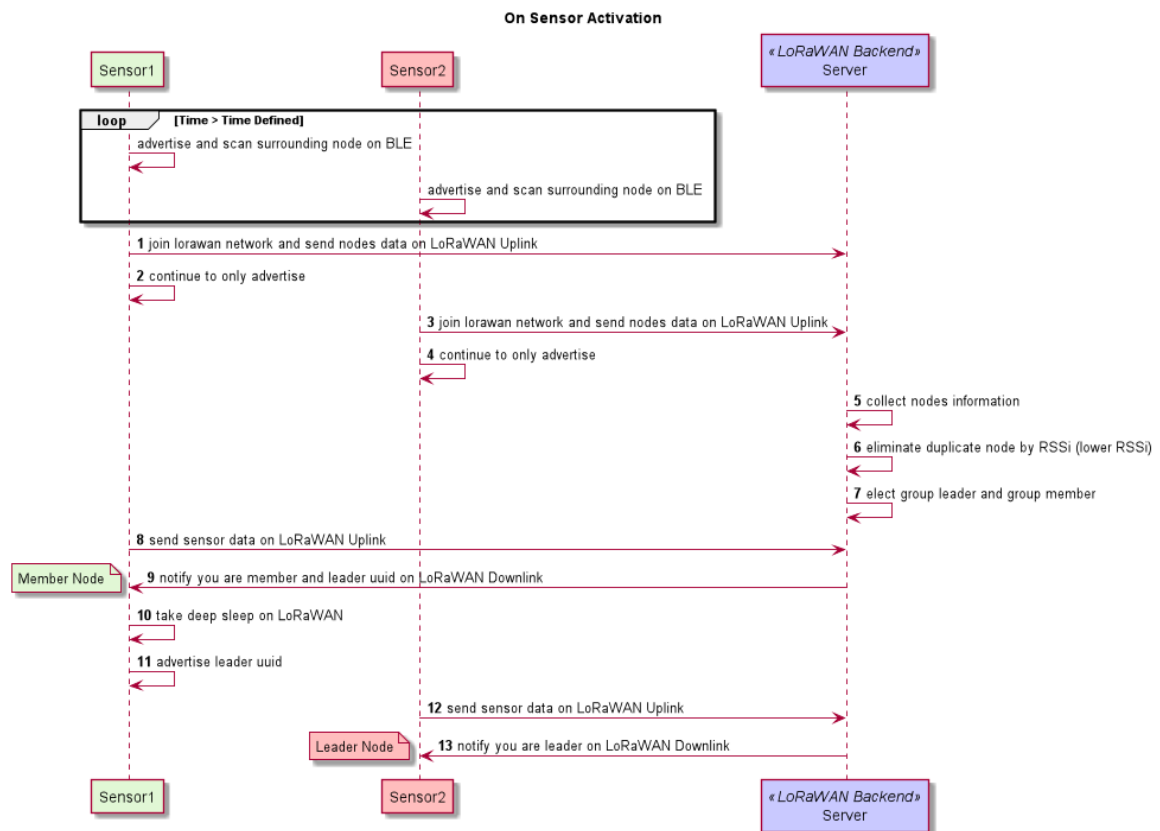 On Sensor Activation
Sensor1
Sensor2
«LoRaWAN Backend»
Server
loop
[Time > Time Defined]
advertise and scan surrounding node on BLE
advertise and scan surrounding node on BLE
1 join lorawan network and send nodes data on LoRaWAN Uplink
2 continue to only advertise
3 join lorawan network and send nodes data on LoRaWAN Uplink
4 continue to only advertise
5 collect nodes information
6 eliminate duplicate node by RSSi (lower RSSi)
7 elect group leader and group member
8 send sensor data on LoRaWAN Uplink
Member Node
9 notify you are member and leader uuid on LoRaWAN Downlink
10 take deep sleep on LoRaWAN
11 advertise leader uuid
12 send sensor data on LoRaWAN Uplink
Leader Node
13 notify you are leader on LoRaWAN Downlink
Sensor1
Sensor2
«LoRaWAN Backend»
Server